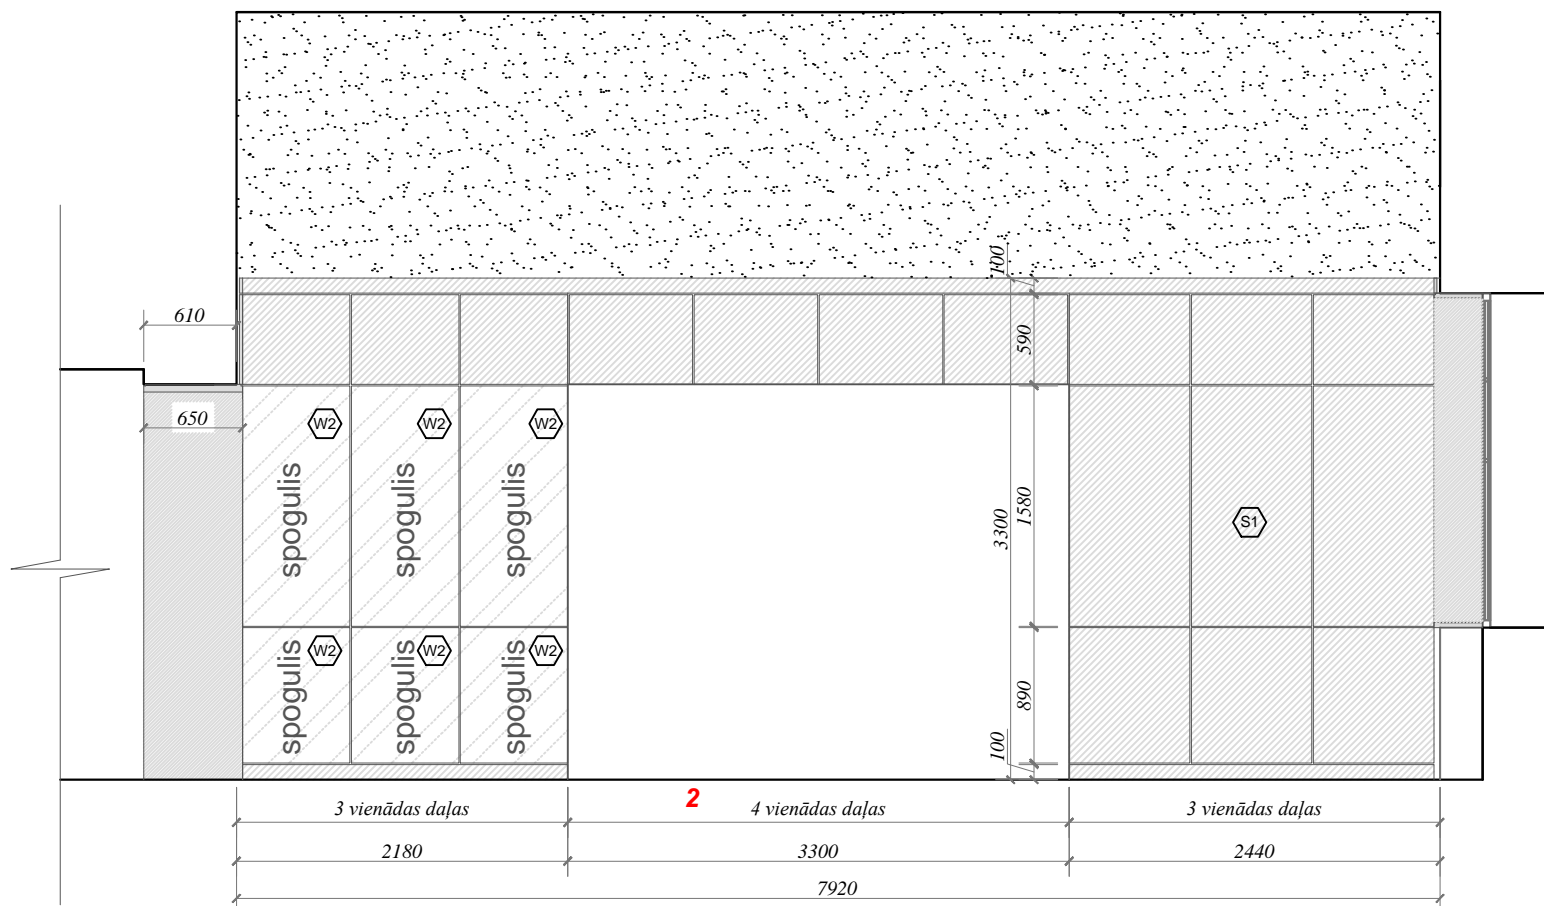 100
610
590
650
W2 W2 W2
spogulis spogulis spogulis
S1
1580
3300
W2 W2 W2
spogulis spogulis spogulis
890
100
2
3 vienādas daļas 4 vienādas daļas 3 vienādas daļas
2180 3300 2440
7920